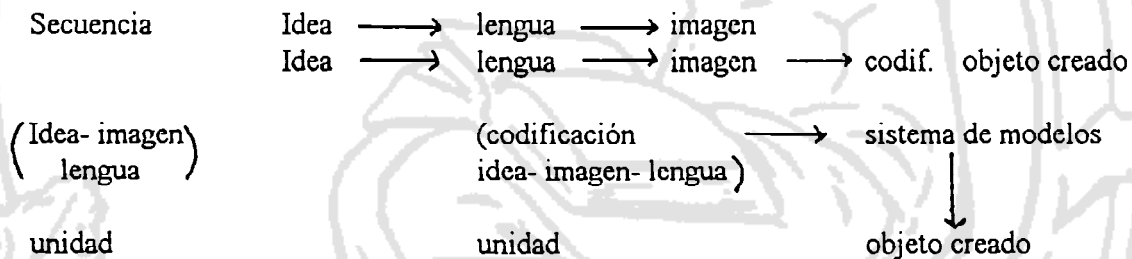 Secuencia Idea ⟶ lengua ⟶ imagen
Idea ⟶ lengua ⟶ imagen ⟶ codif. objeto creado
(Idea- imagen (codificación ⟶ sistema de modelos
lengua) idea- imagen- lengua) ↓
unidad unidad objeto creado